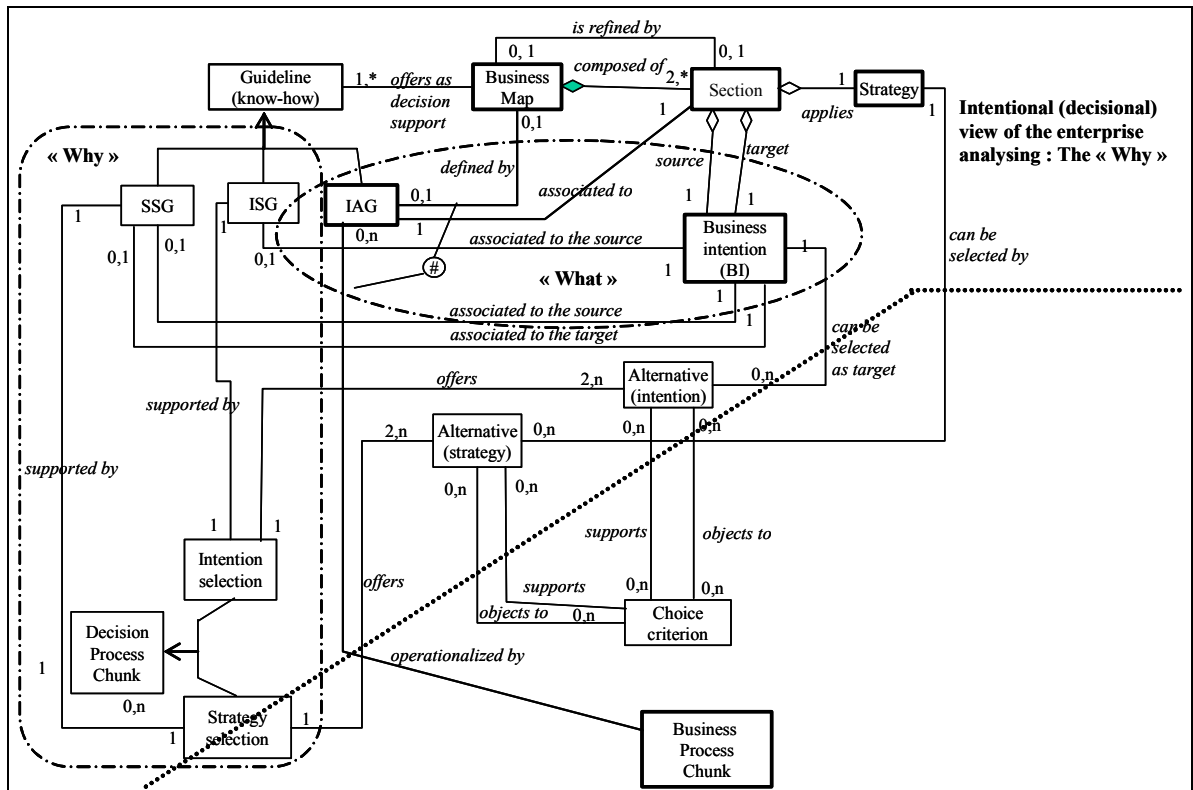 is refined by
0, 1
0, 1
Guideline
(know-how)
1,*
offers as
decision
support
Business
Map
composed of
2,*
Section
1
applies
Strategy
1
1
Intentional (decisional)
view of the enterprise
analysing : The « Why »
« Why »
0,1
defined by
1
source
target
associated to
SSG
ISG
IAG
0,1
1
1
1
1
1
0,n
0,1
0,1
0,1
associated to the source
Business
intention
(BI)
1
1
can be
selected by
#
« What »
1
1
associated to the source
associated to the target
can be
selected
as target
offers
2,n
Alternative
(intention)
0,n
supported by
2,n
Alternative
(strategy)
0,n
0,n
0,n
supported by
0,n
0,n
1
1
supports
objects to
Intention
selection
offers
supports
objects to
0,n
0,n
0,n
Choice
criterion
Decision
Process
Chunk
0,n
1
operationalized by
Strategy
selection
1
1
Business
Process
Chunk